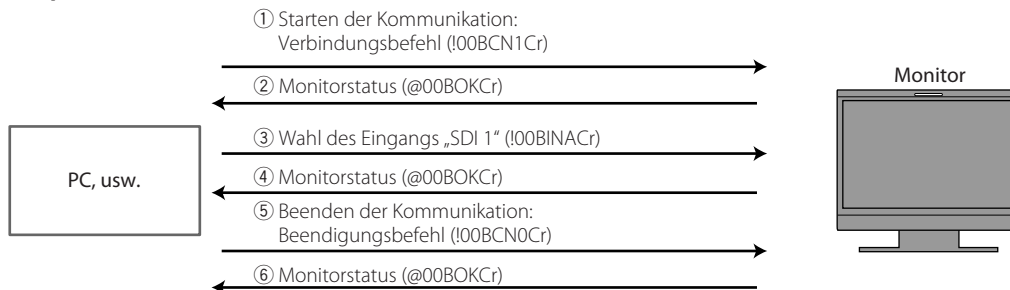 ① Starten der Kommunikation:
Verbindungsbefehl (!00BCN1Cr)
② Monitorstatus (@00BOKCr)
Monitor
③ Wahl des Eingangs „SDI 1“ (!00BINACr)
PC, usw.
④ Monitorstatus (@00BOKCr)
⑤ Beenden der Kommunikation:
Beendigungsbefehl (!00BCN0Cr)
⑥ Monitorstatus (@00BOKCr)